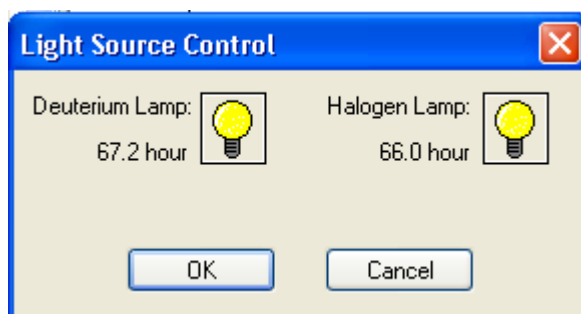 Light Source Control
Deuterium Lamp:
67.2 hour
Halogen Lamp:
66.0 hour
OK
Cancel